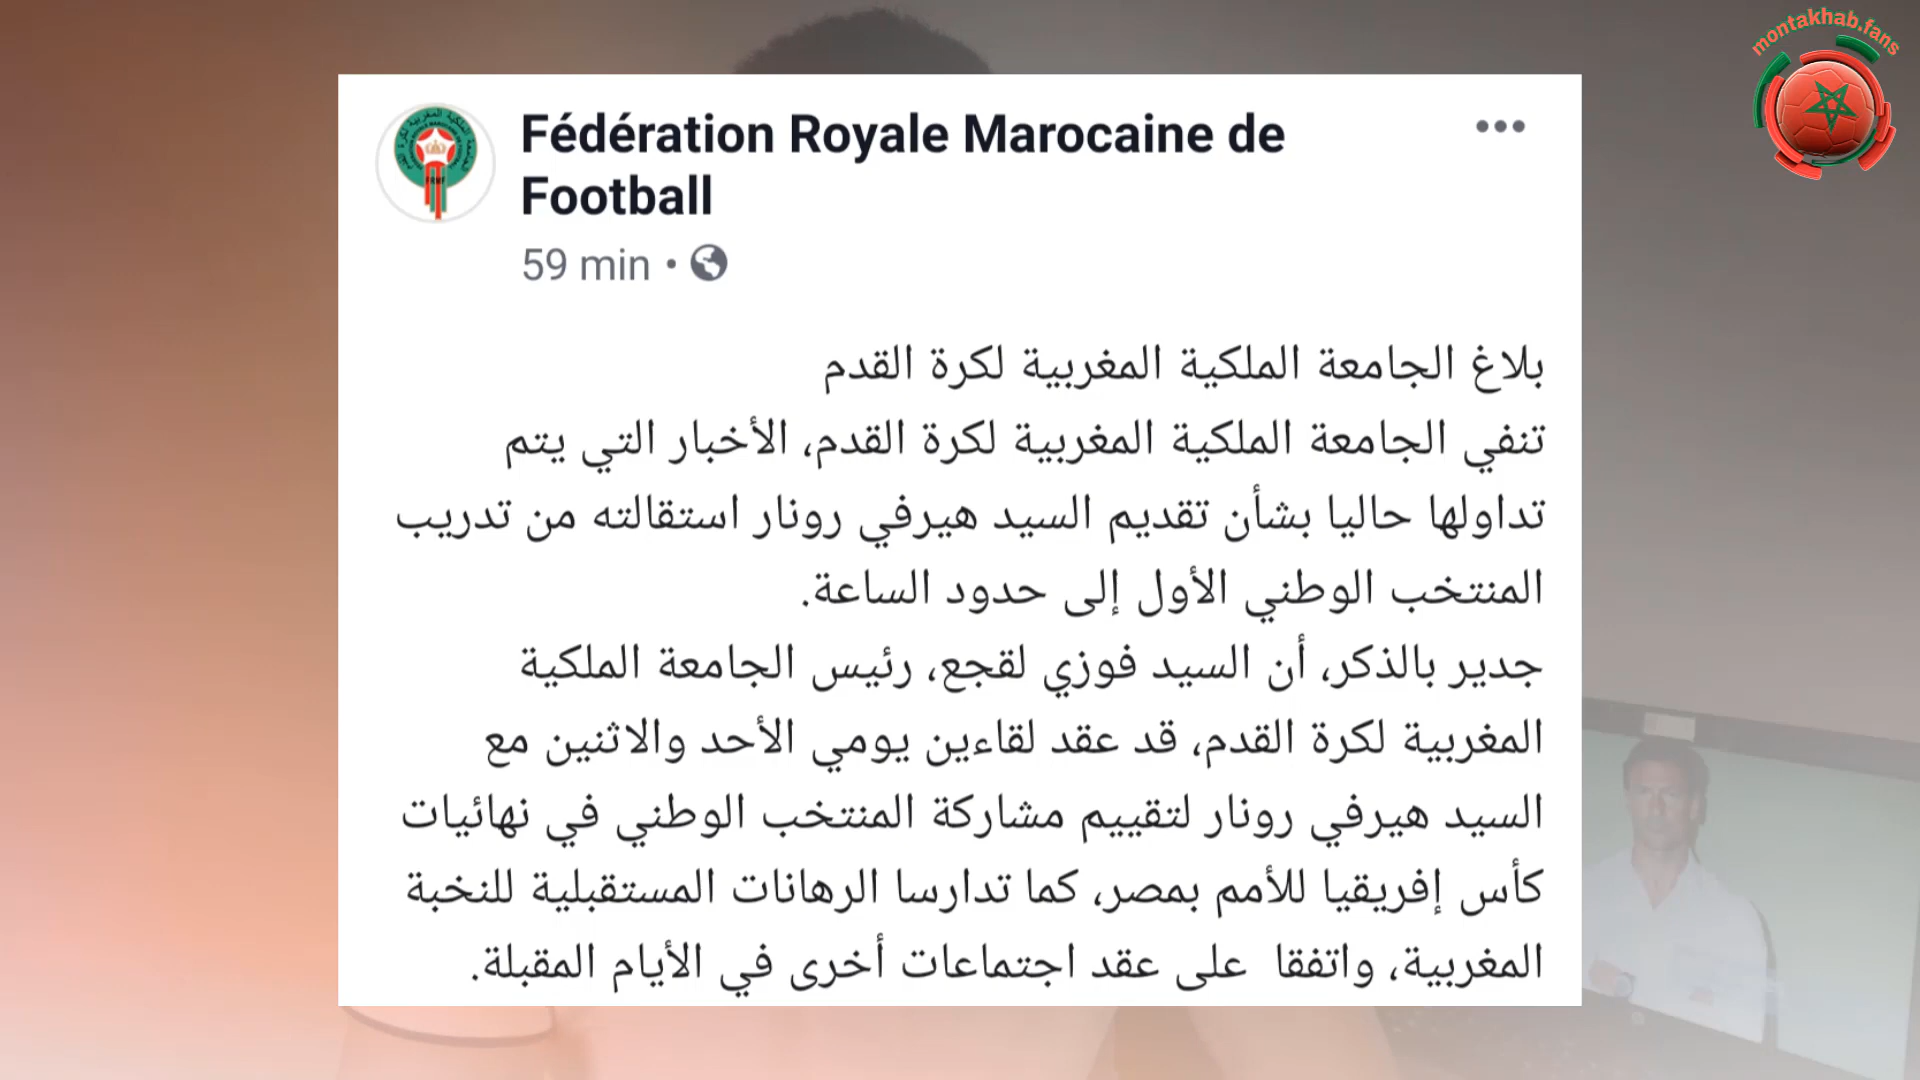 montakhab.fans
Fédération Royale Marocaine de
Football
59 min •
بلاغ الجامعة الملكية المغربية لكرة القدم
تنفي الجامعة الملكية المغربية لكرة القدم، الأخبار التي يتم
تداولها حاليا بشأن تقديم السيد هيرفي رونار استقالته من تدريب
المنتخب الوطني الأول إلى حدود الساعة.
جدير بالذكر، أن السيد فوزي لقجع، رئيس الجامعة الملكية
المغربية لكرة القدم، قد عقد لقاءين يومي الأحد والاثنين مع
السيد هيرفي رونار لتقييم مشاركة المنتخب الوطني في نهائيات
كأس إفريقيا للأمم بمصر، كما تدارسا الرهانات المستقبلية للنخبة
المغربية، واتفقا على عقد اجتماعات أخرى في الأيام المقبلة.